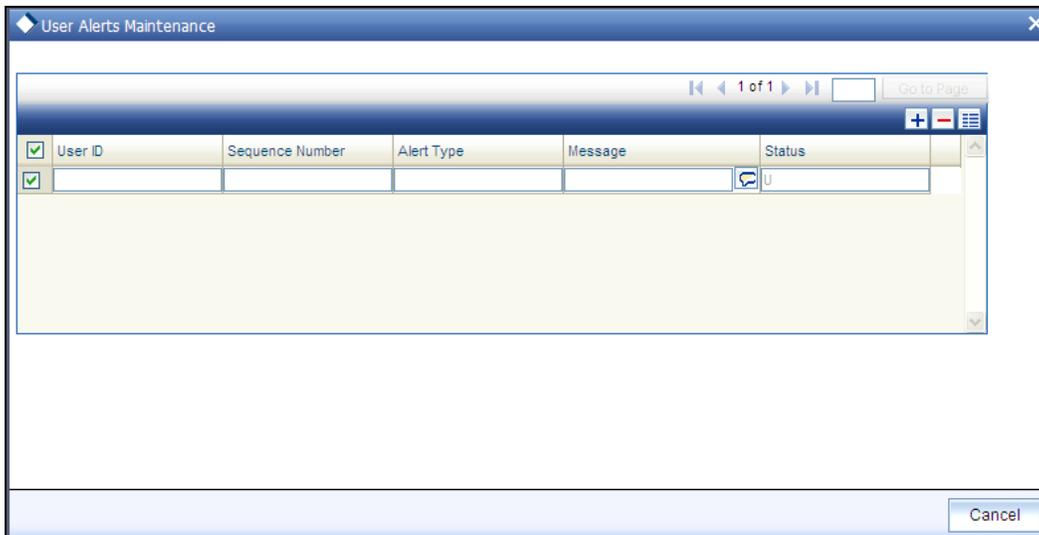 User Alerts Maintenance
1 of 1 Go to Page
User ID Sequence Number Alert Type Message Status
U
Cancel